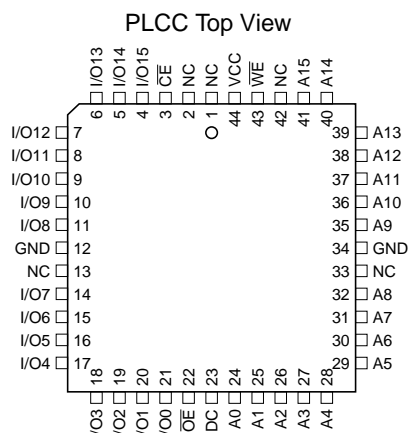 PLCC Top View
I/O13
I/O14
I/O15
CE
NC
NC
VCC
WE
NC
A15
A14
6
5
4
3
2
1
44
43
42
41
40
I/O12 7
I/O11 8
I/O10 9
I/O9 10
I/O8 11
GND 12
NC 13
I/O7 14
I/O6 15
I/O5 16
I/O4 17
39 A13
38 A12
37 A11
36 A10
35 A9
34 GND
33 NC
32 A8
31 A7
30 A6
29 A5
18
19
20
21
22
23
24
25
26
27
28
/O3
/O2
I/O1
I/O0
OE
DC
A0
A1
A2
A3
A4